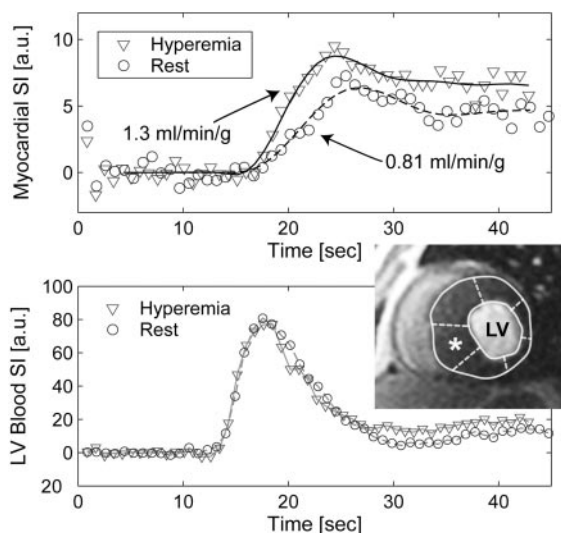 Myocardial SI [a.u.]
10
5
0
Hyperemia
Rest
1.3 ml/min/g
0.81 ml/min/g
0 10 20 30 40
Time [sec]
LV Blood SI [a.u.]
100
80
60
40
20
0
20
Hyperemia
Rest
LV
*
0 10 20 30 40
Time [sec]